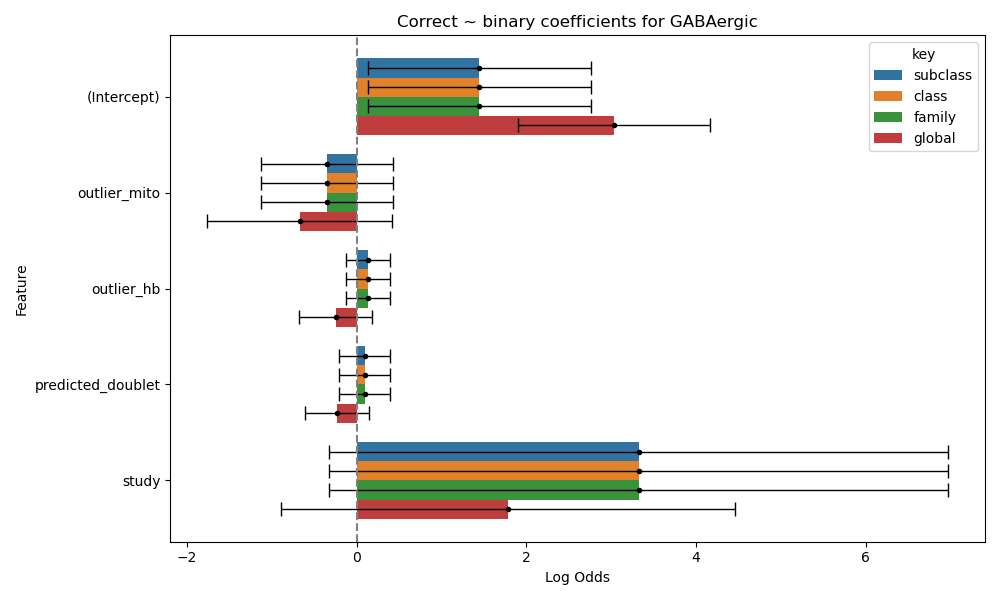 Correct ~ binary coefficients for GABAergic
key
subclass
class
family
global
Feature
(Intercept)
outlier_mito
outlier_hb
predicted_doublet
study
−2
0
2
4
6
Log Odds